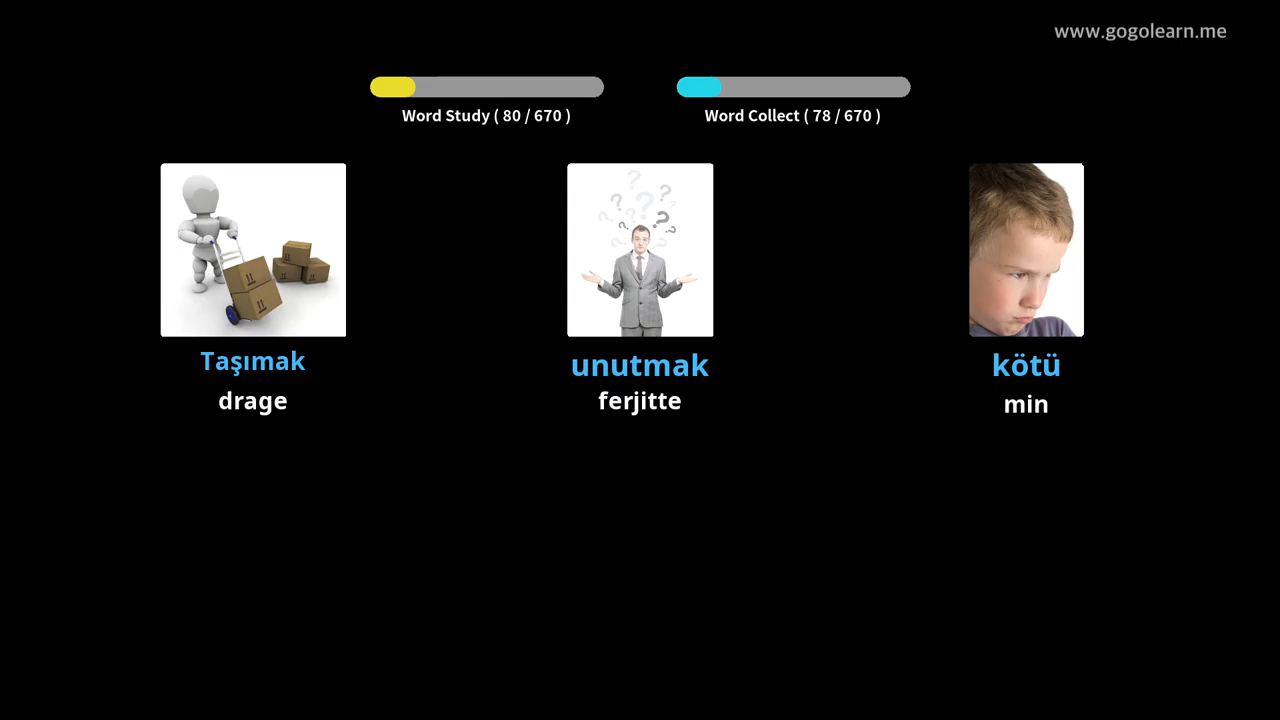 www.gogolearn.me
Word Study ( 80 / 670 )
Word Collect ( 78 / 670 )
Taşımak
drage
unutmak
ferjitte
kötü
min